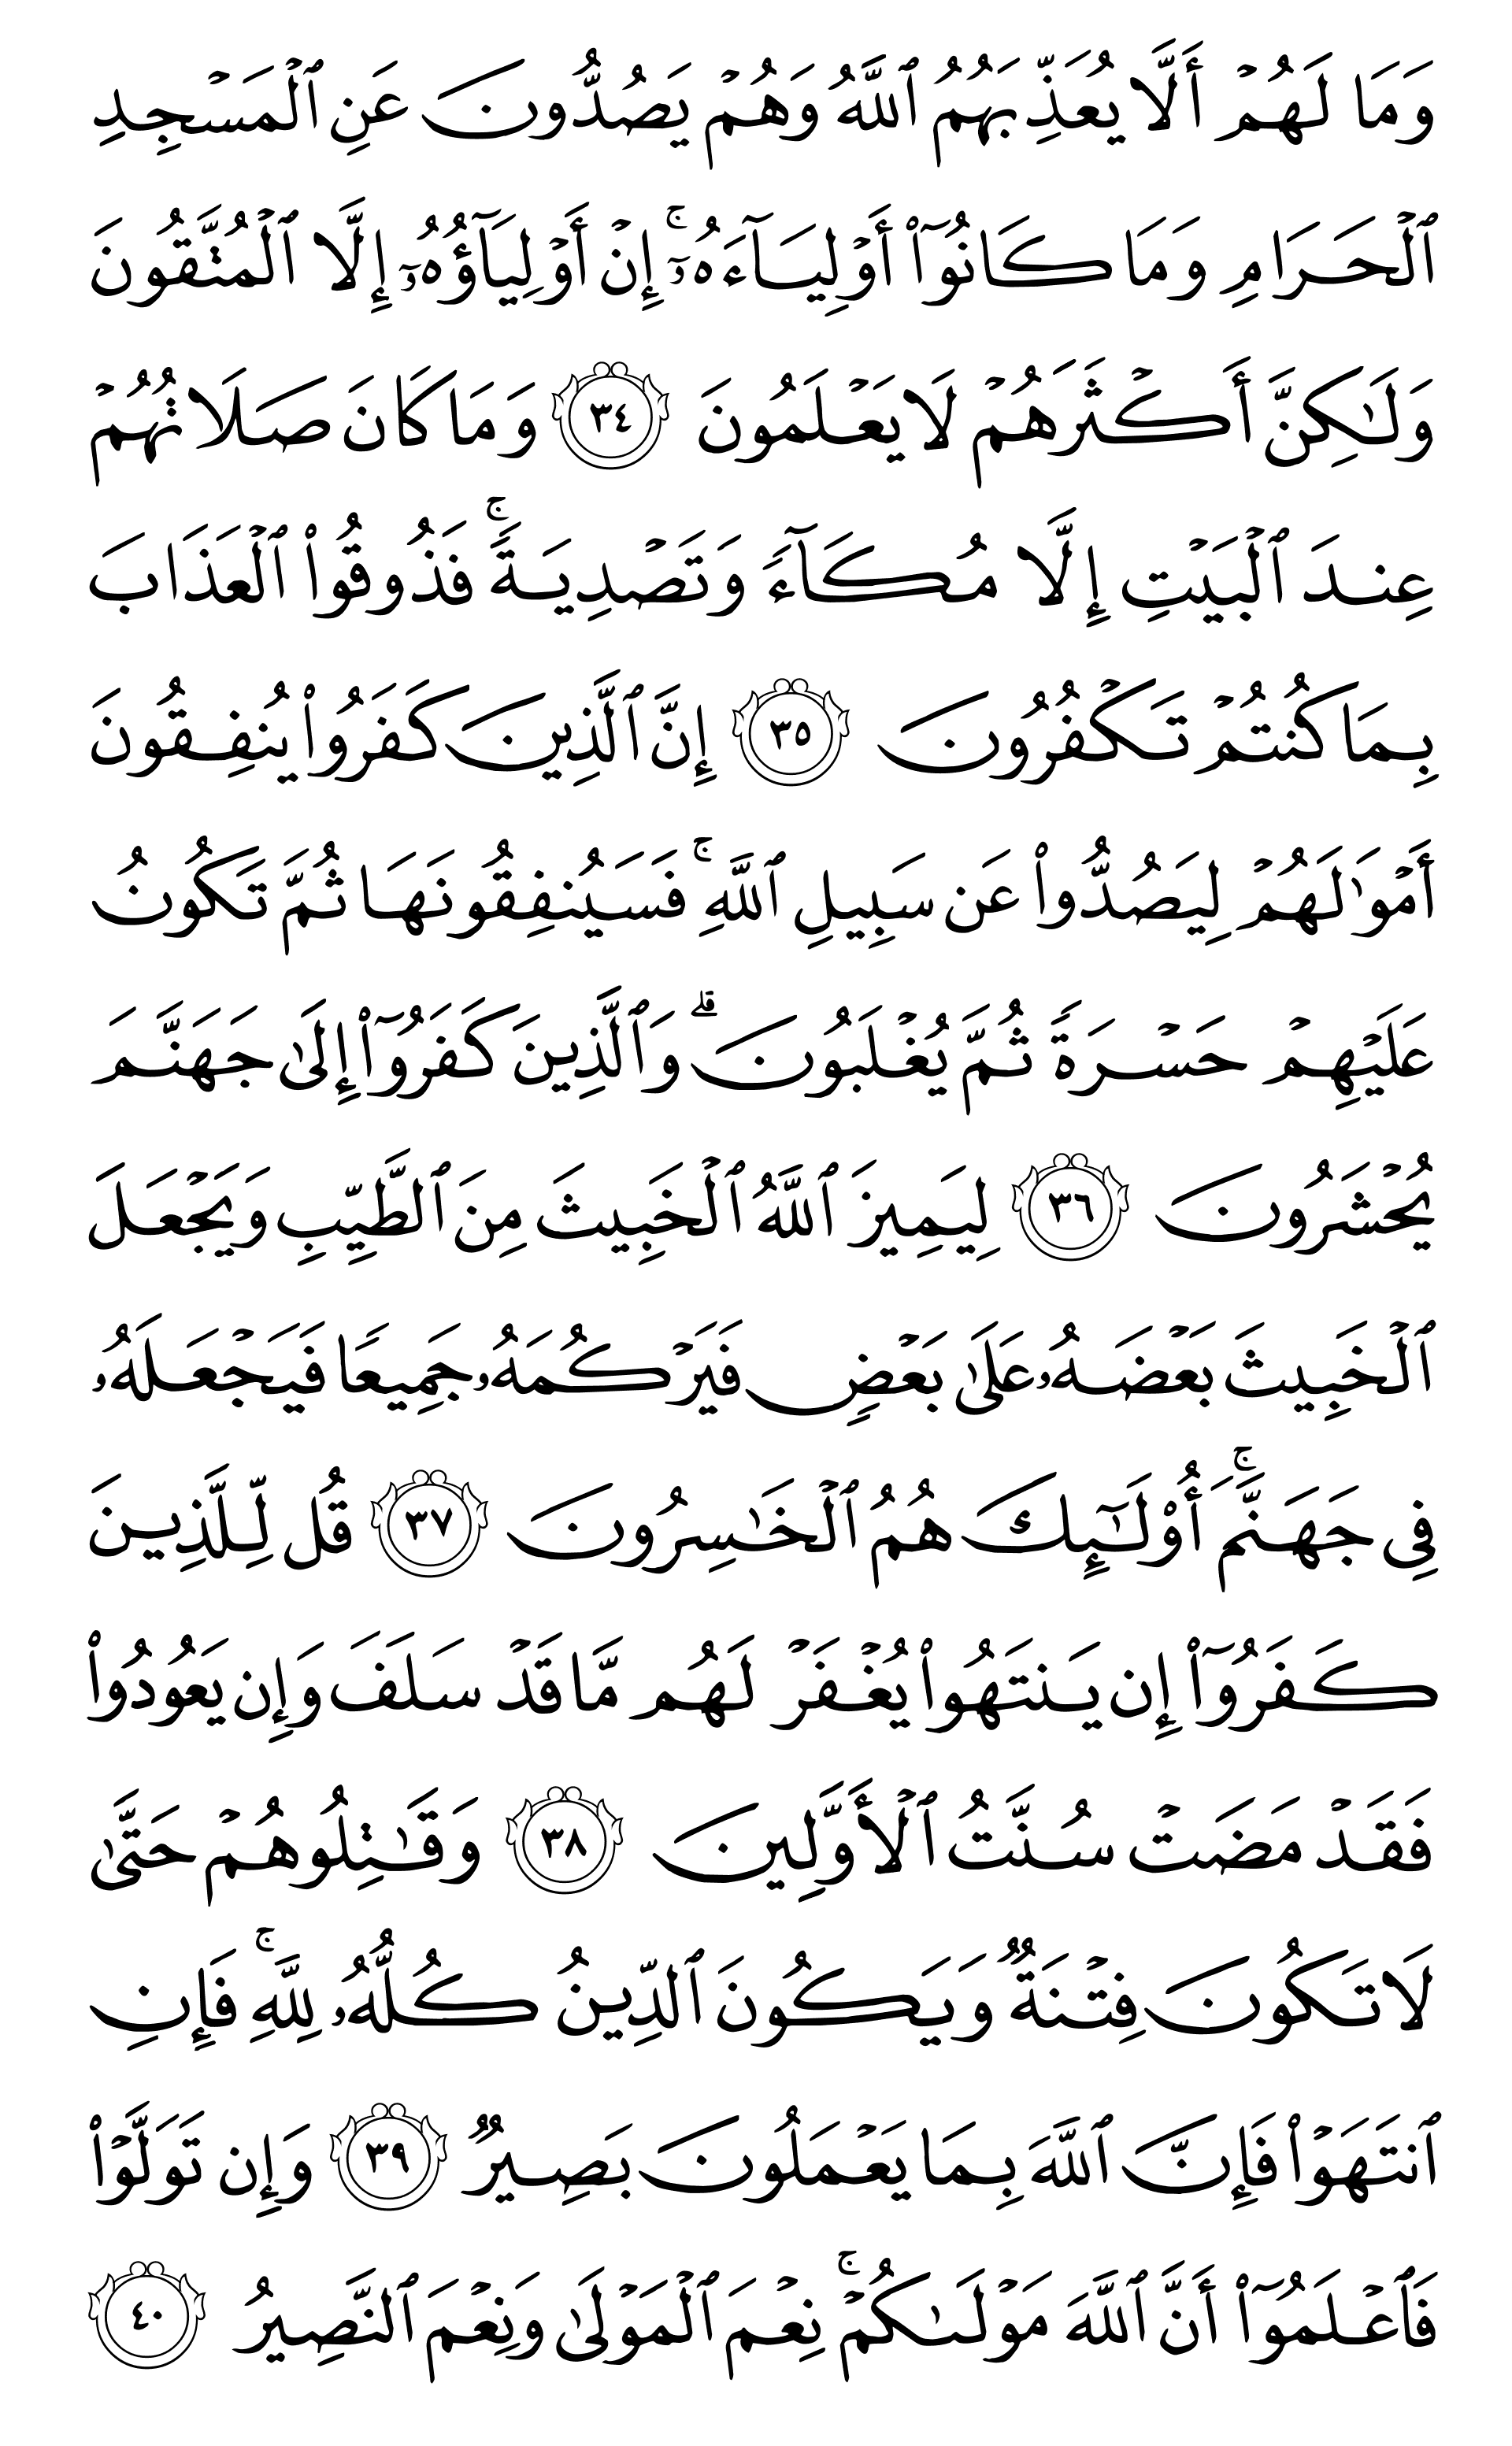 وَمَا لَهُمۡ أَلَّا يُعَذِّبَهُمُ ٱللَّهُ وَهُمۡ يَصُدُّونَ عَنِ ٱلۡمَسۡجِدِ
ٱلۡحَرَامِ وَمَا كَانُوٓاْ أَوۡلِيَآءَهُۥٓۚ إِنۡ أَوۡلِيَآؤُهُۥٓ إِلَّا ٱلۡمُتَّقُونَ
وَلَٰكِنَّ أَكۡثَرَهُمۡ لَا يَعۡلَمُونَ ٣٤ وَمَا كَانَ صَلَاتُهُمۡ
عِندَ ٱلۡبَيۡتِ إِلَّا مُكَآءٗ وَتَصۡدِيَةٗۚ فَذُوقُواْ ٱلۡعَذَابَ
بِمَا كُنتُمۡ تَكۡفُرُونَ ٣٥ إِنَّ ٱلَّذِينَ كَفَرُواْ يُنفِقُونَ
أَمۡوَٰلَهُمۡ لِيَصُدُّواْ عَن سَبِيلِ ٱللَّهِۚ فَسَيُنفِقُونَهَا ثُمَّ تَكُونُ
عَلَيۡهِمۡ حَسۡرَةٗ ثُمَّ يُغۡلَبُونَۗ وَٱلَّذِينَ كَفَرُوٓاْ إِلَىٰ جَهَنَّمَ
يُحۡشَرُونَ ٣٦ لِيَمِيزَ ٱللَّهُ ٱلۡخَبِيثَ مِنَ ٱلطَّيِّبِ وَيَجۡعَلَ
ٱلۡخَبِيثَ بَعۡضَهُۥ عَلَىٰ بَعۡضٖ فَيَرۡكُمَهُۥ جَمِيعٗا فَيَجۡعَلَهُۥ
فِي جَهَنَّمَۚ أُوْلَٰٓئِكَ هُمُ ٱلۡخَٰسِرُونَ ٣٧ قُل لِّلَّذِينَ
كَفَرُوٓاْ إِن يَنتَهُواْ يُغۡفَرۡ لَهُم مَّا قَدۡ سَلَفَ وَإِن يَعُودُواْ
فَقَدۡ مَضَتۡ سُنَّتُ ٱلۡأَوَّلِينَ ٣٨ وَقَٰتِلُوهُمۡ حَتَّىٰ
لَا تَكُونَ فِتۡنَةٞ وَيَكُونَ ٱلدِّينُ كُلُّهُۥ لِلَّهِۚ فَإِنِ
ٱنتَهَوۡاْ فَإِنَّ ٱللَّهَ بِمَا يَعۡمَلُونَ بَصِيرٞ ٣٩ وَإِن تَوَلَّوۡاْ
فَٱعۡلَمُوٓاْ أَنَّ ٱللَّهَ مَوۡلَىٰكُمۡۚ نِعۡمَ ٱلۡمَوۡلَىٰ وَنِعۡمَ ٱلنَّصِيرُ ٤٠